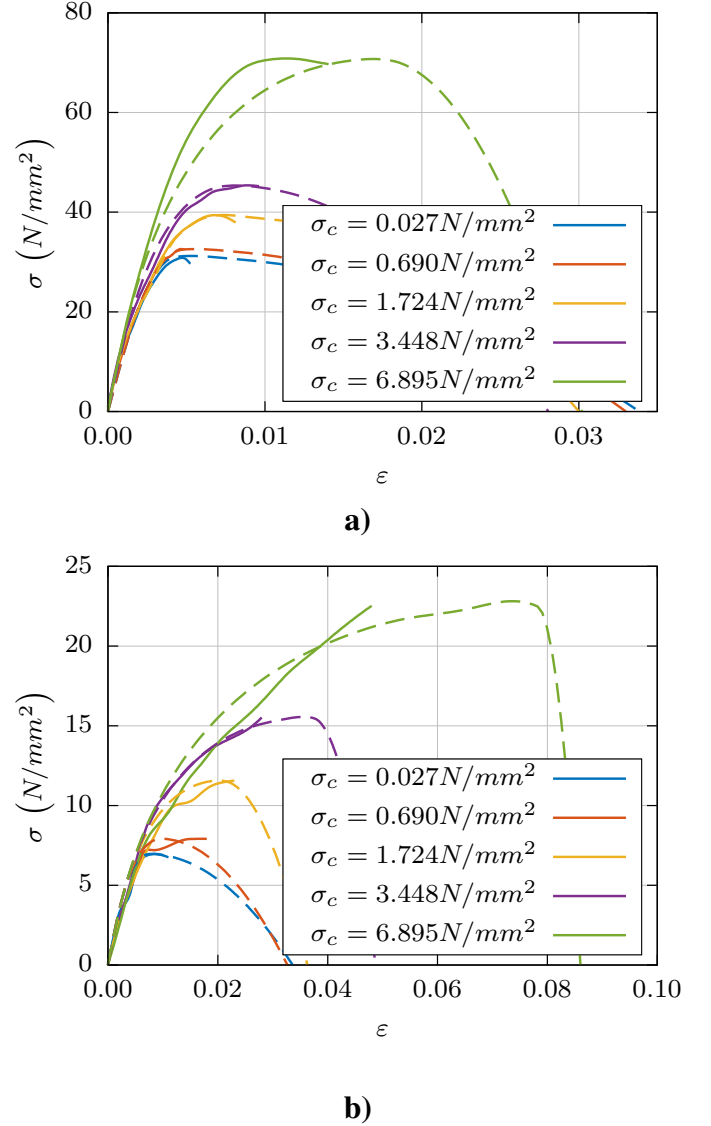 80
60
40
20
0
σ (N/mm²)
σc = 0.027N/mm²
σc = 0.690N/mm²
σc = 1.724N/mm²
σc = 3.448N/mm²
σc = 6.895N/mm²
0.00 0.01 0.02 0.03
ε
a)
25
20
15
10
5
0
σ (N/mm²)
σc = 0.027N/mm²
σc = 0.690N/mm²
σc = 1.724N/mm²
σc = 3.448N/mm²
σc = 6.895N/mm²
0.00 0.02 0.04 0.06 0.08 0.10
ε
b)